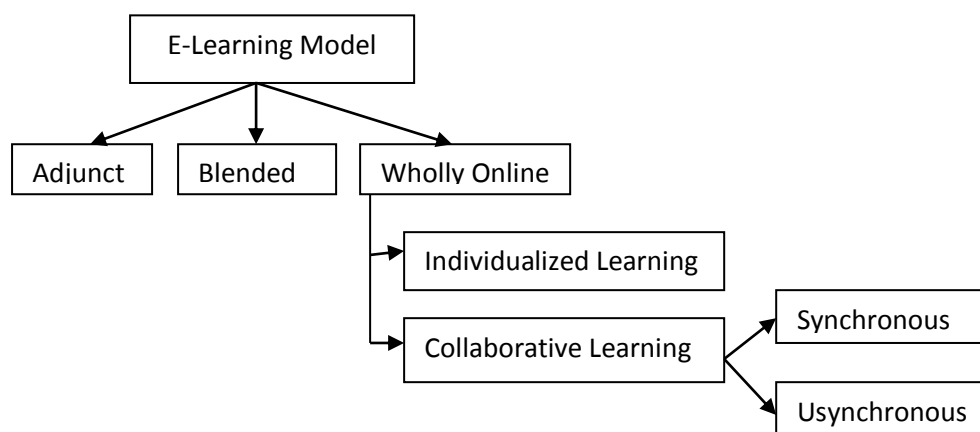 E-Learning Model
Adjunct
Blended
Wholly Online
Individualized Learning
Collaborative Learning
Synchronous
Usynchronous